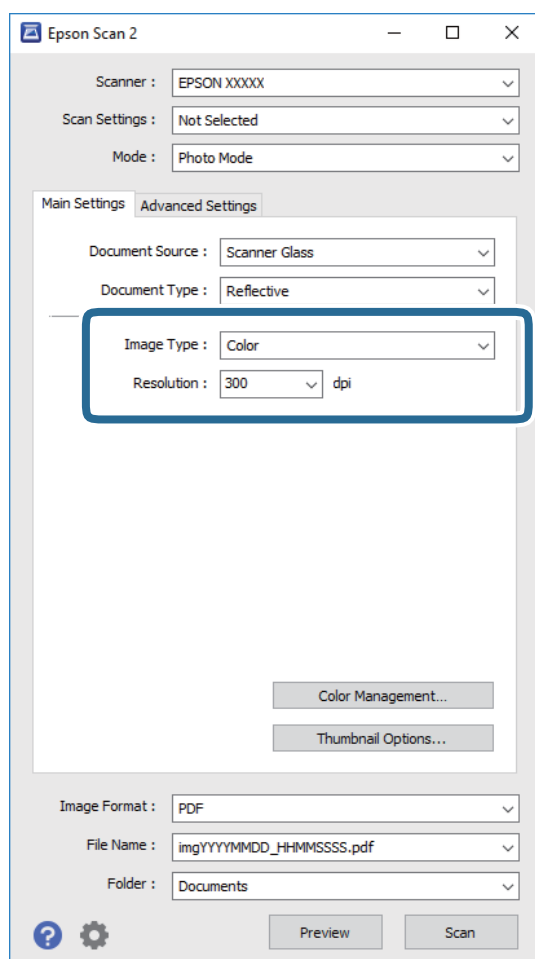 Epson Scan 2
Scanner : EPSON XXXXX
Scan Settings : Not Selected
Mode : Photo Mode
Main Settings Advanced Settings
Document Source : Scanner Glass
Document Type : Reflective
Image Type : Color
Resolution : 300 dpi
Color Management...
Thumbnail Options...
Image Format : PDF
File Name : imgYYYYMMDD_HHMMSSSS.pdf
Folder : Documents
? Preview Scan